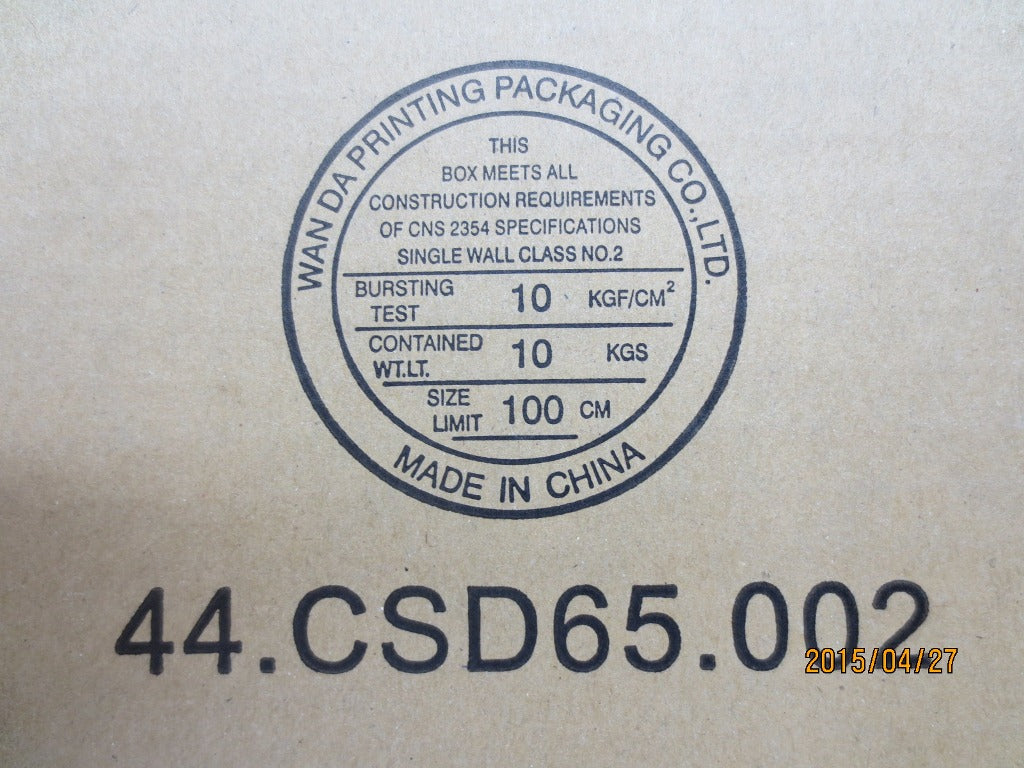 WAN DA PRINTING PACKAGING CO.,LTD.
THIS
BOX MEETS ALL
CONSTRUCTION REQUIREMENTS
OF CNS 2354 SPECIFICATIONS
SINGLE WALL CLASS NO.2
BURSTING TEST 10 KGF/CM²
CONTAINED WT.LT. 10 KGS
SIZE LIMIT 100 CM
MADE IN CHINA
44.CSD65.002
2015/04/27